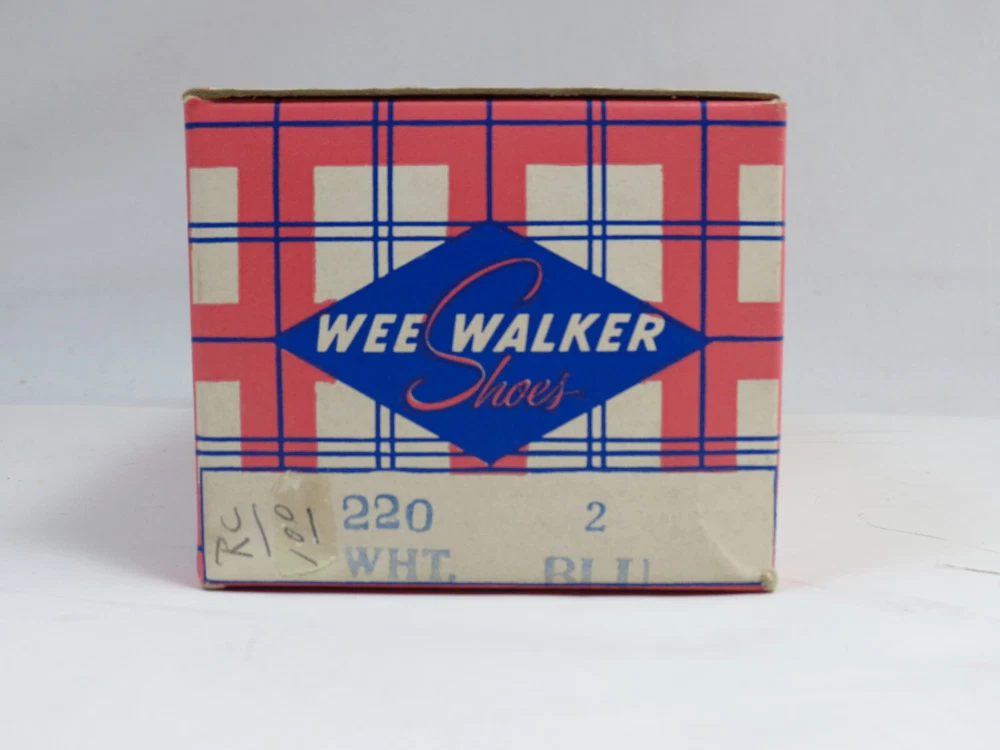 WEE WALKER
Shoes
220 2
WHT. BLU
RC
100